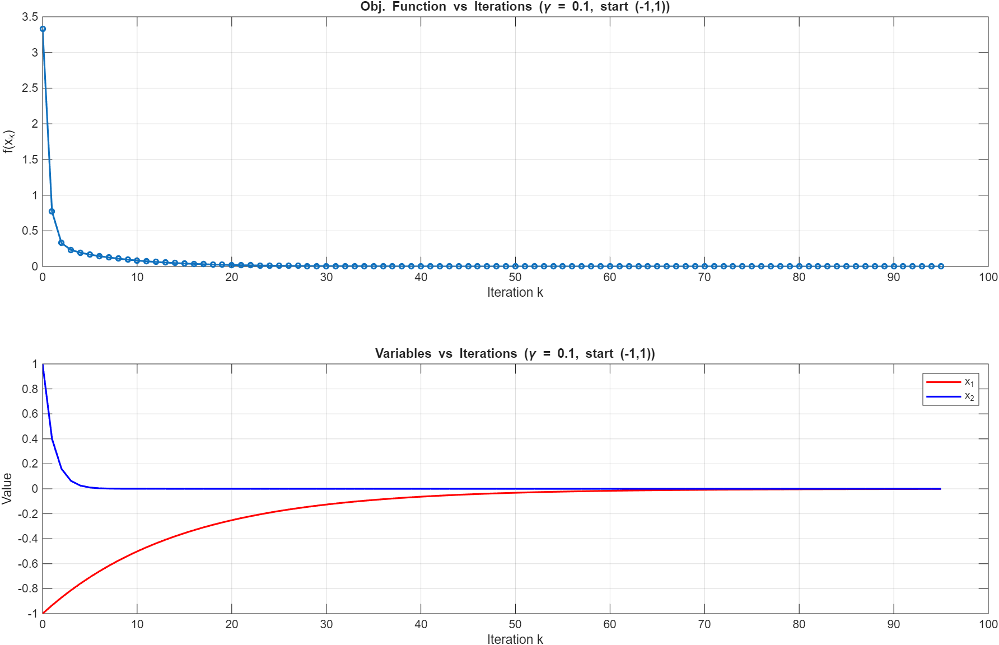 Obj. Function vs Iterations (γ = 0.1, start (-1,1))
3.5
3
2.5
2
1.5
1
0.5
0
f(xₖ)
0 10 20 30 40 50 60 70 80 90 100
Iteration k
Variables vs Iterations (γ = 0.1, start (-1,1))
1
0.8
0.6
0.4
0.2
0
-0.2
-0.4
-0.6
-0.8
-1
Value
x₁
x₂
0 10 20 30 40 50 60 70 80 90 100
Iteration k